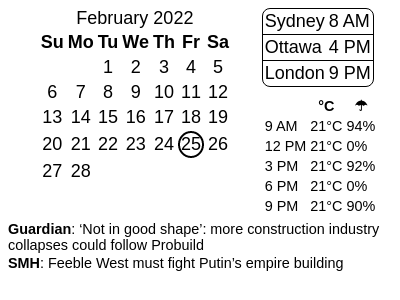 February 2022
Su Mo Tu We Th Fr Sa
1 2 3 4 5
6 7 8 9 10 11 12
13 14 15 16 17 18 19
20 21 22 23 24 25 26
27 28
Sydney 8 AM
Ottawa 4 PM
London 9 PM
°C ☂
9 AM 21°C 94%
12 PM 21°C 0%
3 PM 21°C 92%
6 PM 21°C 0%
9 PM 21°C 90%
Guardian: ‘Not in good shape’: more construction industry
collapses could follow Probuild
SMH: Feeble West must fight Putin’s empire building